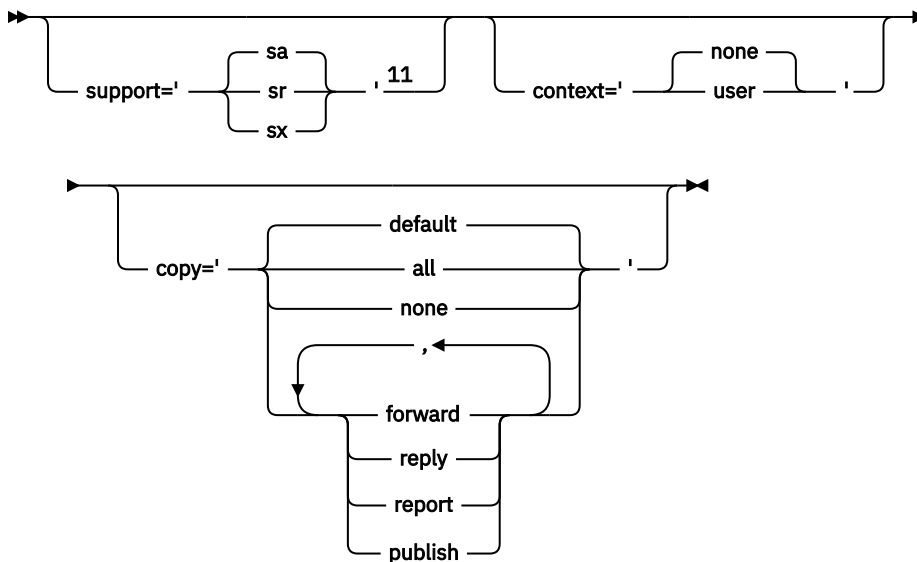 sa none
support=' sr ' 11 context=' user '
sx
default
copy=' all '
none
,
forward
reply
report
publish